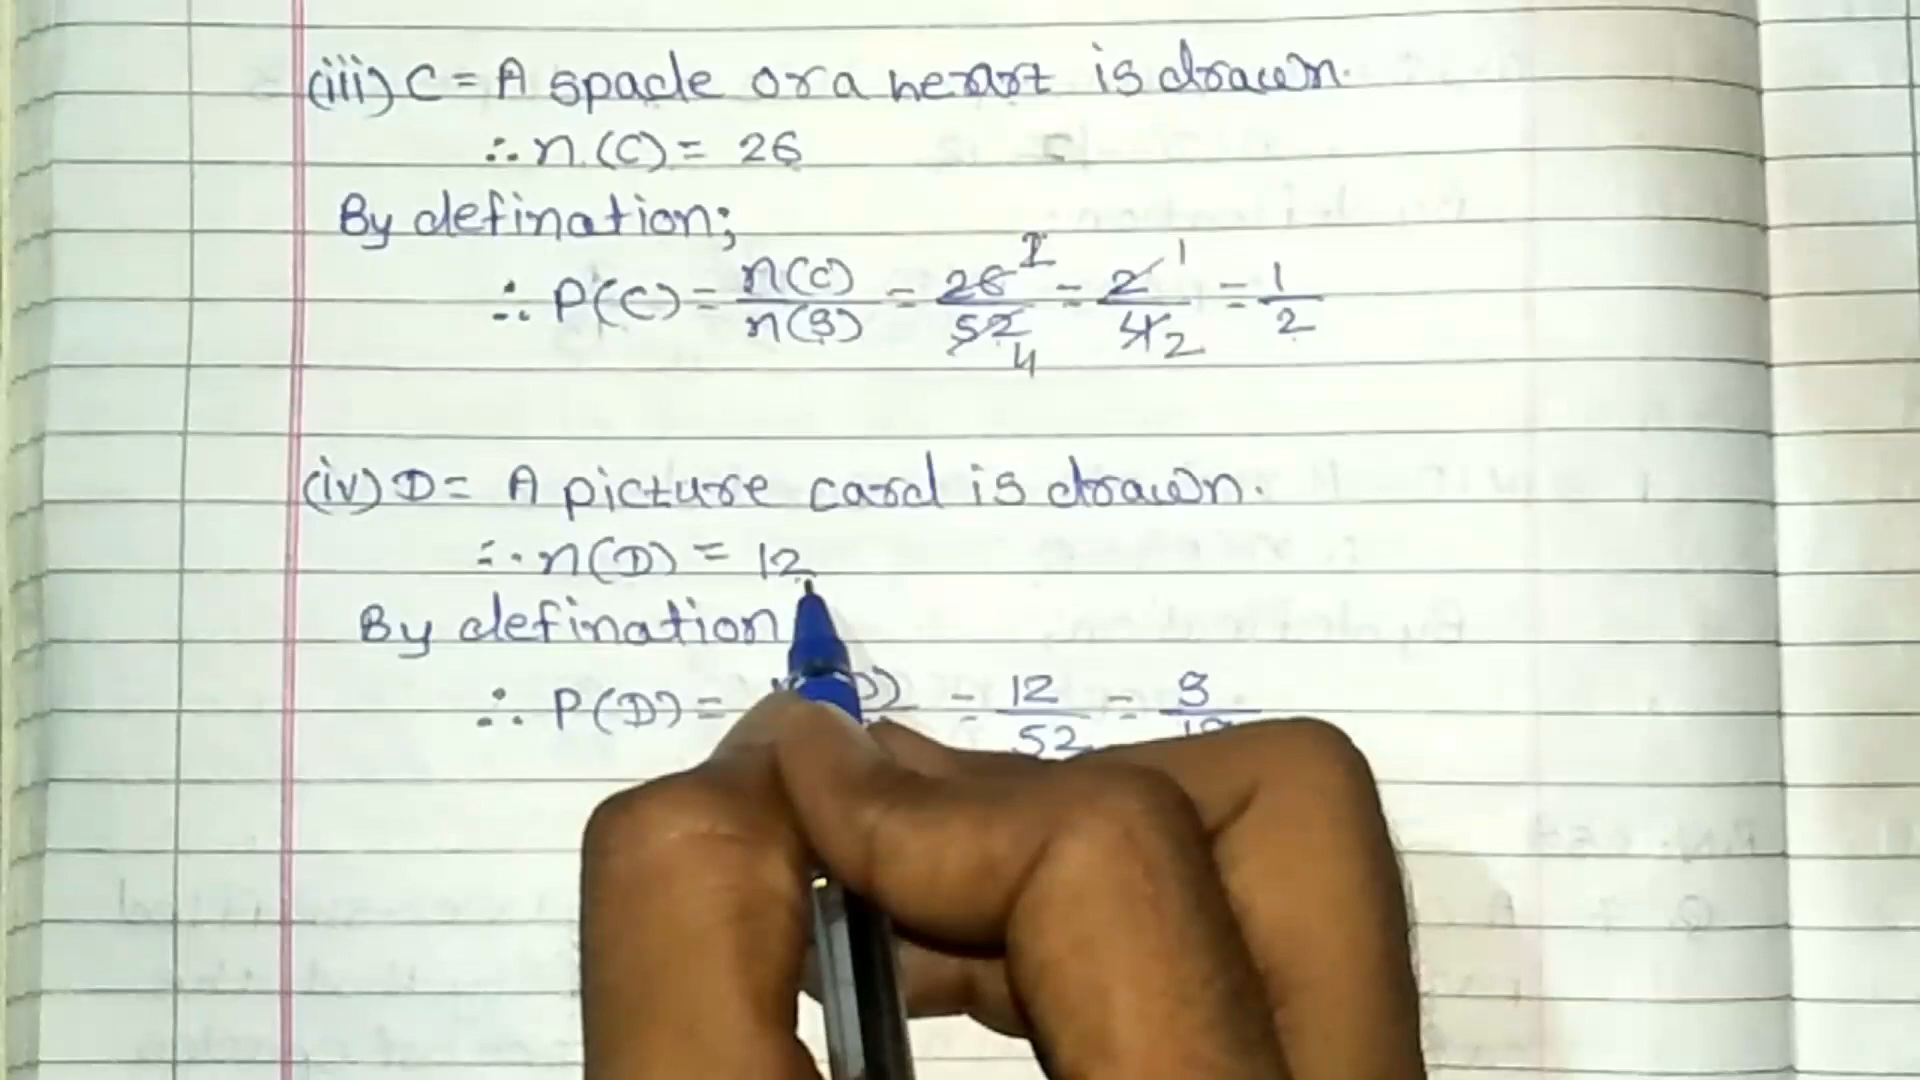 (iii) C = A spade or a heart is drawn.
∴ n(C) = 26
By defination;
∴ P(C) = n(C)/n(S) = 26/52 = 2/4 = 1/2
(iv) D = A picture card is drawn.
∴ n(D) = 12
By defination
∴ P(D) = = 12/52 =